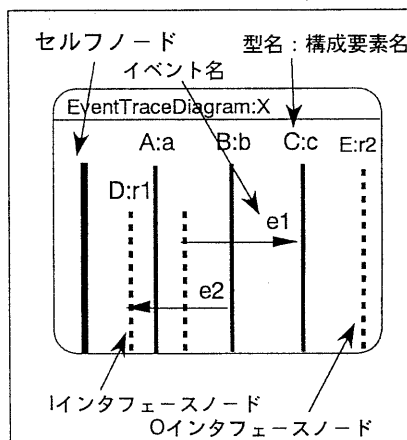 セルフノード
型名：構成要素名
イベント名
EventTraceDiagram:X
A:a
B:b
C:c
E:r2
D:r1
e1
e2
Iインタフェースノード
Oインタフェースノード